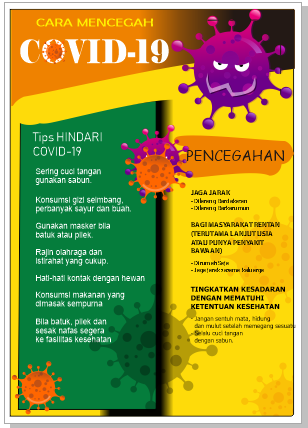 CARA MENCEGAH
COVID-19
Tips HINDARI
COVID-19
Sering cuci tangan
gunakan sabun.
Konsumsi gizi seimbang,
perbanyak sayur dan buah.
Gunakan masker bila
batuk atau pilek.
Rajin olahraga dan
istirahat yang cukup.
Hati-hati kontak dengan hewan
Konsumsi makanan yang
dimasak sempurna
Bila batuk, pilek dan
sesak nafas segera
ke fasilitas kesehatan
PENCEGAHAN
JAGA JARAK
- Dilarang Berdekatan
- Dilarang Berkerumun
BAGI MASYARAKAT RENTAN
(TERUTAMA LANJUT USIA
ATAU PUNYA PENYAKIT
BAWAAN)
- Dirumah Saja
- Jaga jarak sesama keluarga
TINGKATKAN KESADARAN
DENGAN MEMATUHI
KETENTUAN KESEHATAN
- Jangan sentuh mata, hidung
dan mulut setelah memegang sesuatu
- Selalu cuci tangan
dengan sabun.